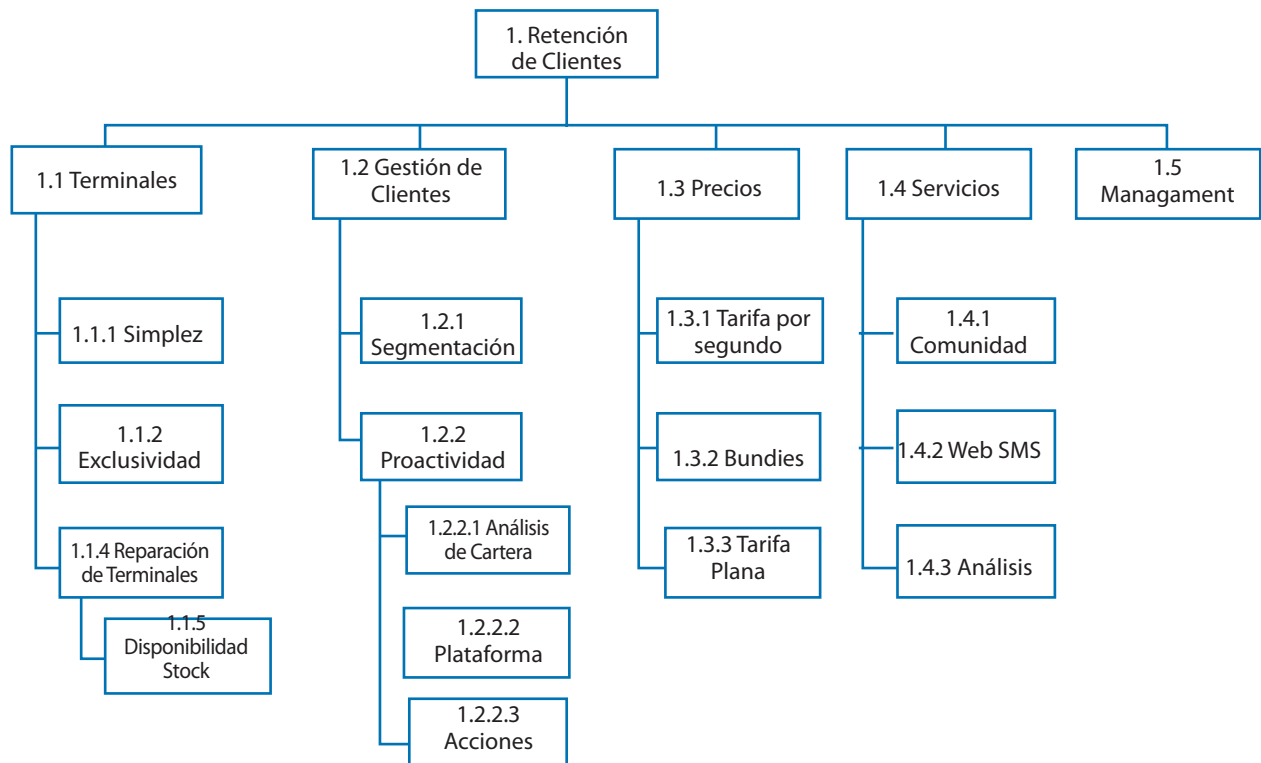 1. Retención
de Clientes
1.1 Terminales
1.2 Gestión de
Clientes
1.3 Precios
1.4 Servicios
1.5
Managament
1.1.1 Simplez
1.1.2
Exclusividad
1.1.4 Reparación
de Terminales
1.1.5
Disponibilidad
Stock
1.2.1
Segmentación
1.2.2
Proactividad
1.2.2.1 Análisis
de Cartera
1.2.2.2
Plataforma
1.2.2.3
Acciones
1.3.1 Tarifa por
segundo
1.3.2 Bundies
1.3.3 Tarifa
Plana
1.4.1
Comunidad
1.4.2 Web SMS
1.4.3 Análisis